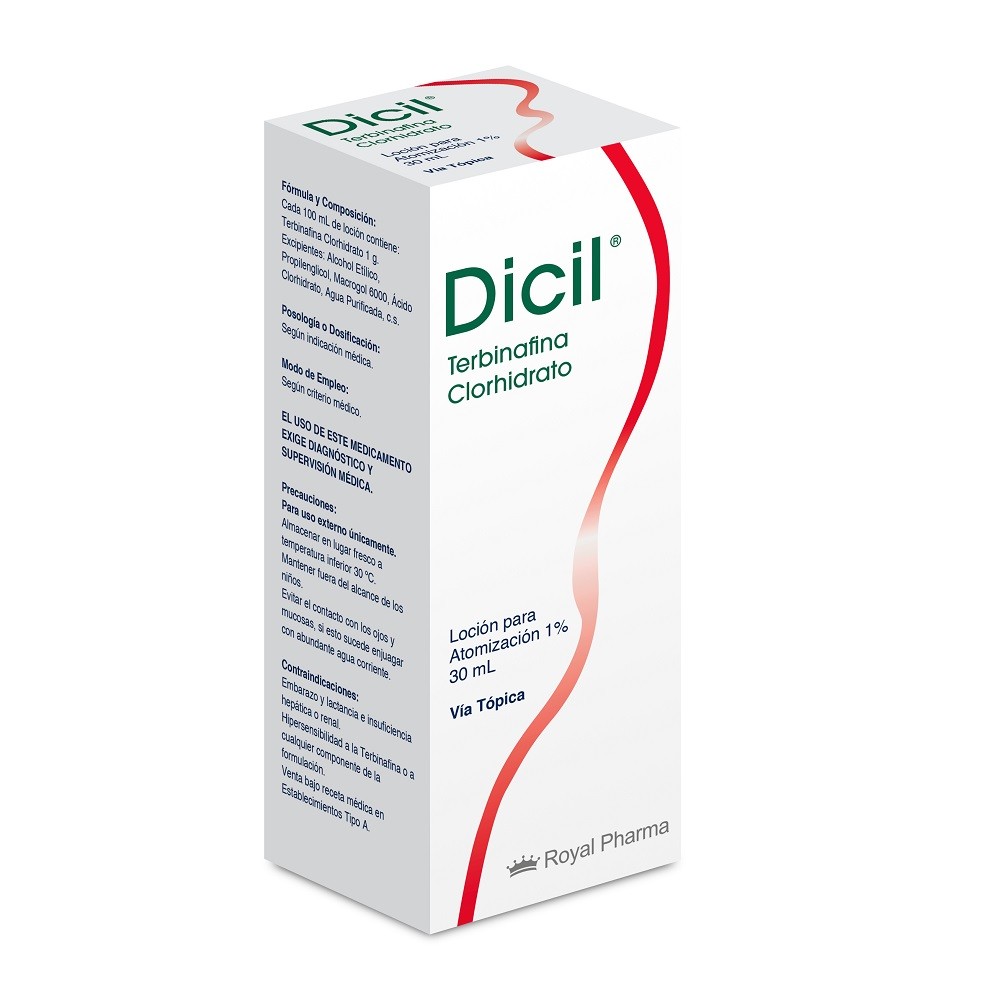 Dicil®
Terbinafina
Clorhidrato
Loción para
Atomización 1%
30 mL
Vía Tópica
Fórmula y Composición:
Cada 100 mL de loción contiene:
Terbinafina Clorhidrato 1 g.
Excipientes: Alcohol Etílico,
Propilenglicol, Macrogol 6000, Ácido
Clorhidrato, Agua Purificada, c.s.
Posología o Dosificación:
Según indicación médica.
Modo de Empleo:
Según criterio médico.
EL USO DE ESTE MEDICAMENTO
EXIGE DIAGNÓSTICO Y
SUPERVISIÓN MÉDICA.
Precauciones:
Para uso externo únicamente.
Almacenar en lugar fresco a
temperatura inferior 30 ºC.
Mantener fuera del alcance de los
niños.
Evitar el contacto con los ojos y
mucosas, si esto sucede enjuagar
con abundante agua corriente.
Contraindicaciones:
Embarazo y lactancia e insuficiencia
hepática o renal.
Hipersensibilidad a la Terbinafina o a
cualquier componente de la
formulación.
Venta bajo receta médica en
Establecimientos Tipo A.
Dicil®
Terbinafina
Clorhidrato
Loción para
Atomización 1%
30 mL
Vía Tópica
Royal Pharma